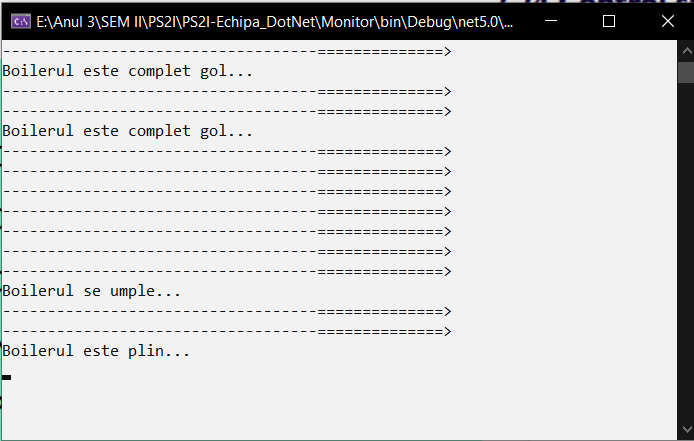 E:\Anul 3\SEM II\PS2I\PS2I-Echipa_DotNet\Monitor\bin\Debug\net5.0\...
-----------------------------------==============>
Boilerul este complet gol...
-----------------------------------==============>
-----------------------------------==============>
Boilerul este complet gol...
-----------------------------------==============>
-----------------------------------==============>
-----------------------------------==============>
-----------------------------------==============>
-----------------------------------==============>
-----------------------------------==============>
-----------------------------------==============>
Boilerul se umple...
-----------------------------------==============>
-----------------------------------==============>
Boilerul este plin...